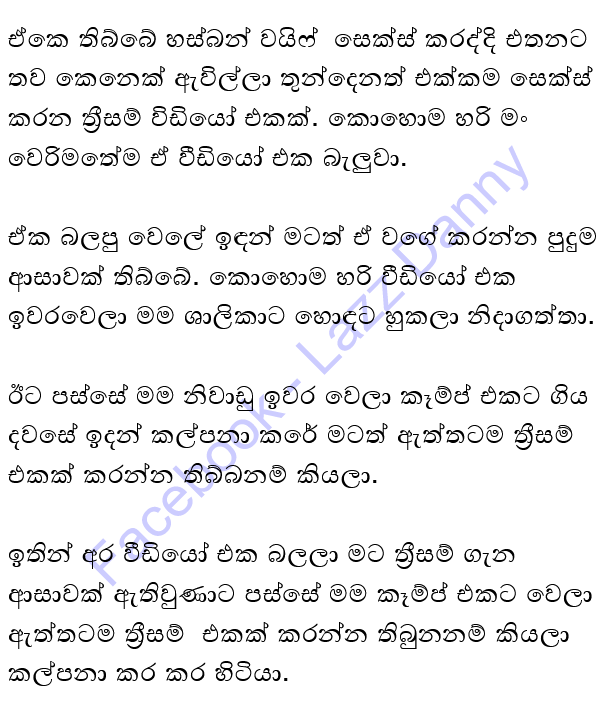 ඒකෙ තිබ්බේ හස්බන් වයිෆ්  සෙක්ස් කරද්දි එතනට
තව කෙනෙක් ඇවිල්ලා තුන්දෙනත් එක්කම සෙක්ස්
කරන ත්‍රීසම් විඩියෝ එකක්. කොහොම හරි මං
වෙරිමතේම ඒ වීඩියෝ එක බැලුවා.
ඒක බලපු වෙලේ ඉඳන් මටත් ඒ වගේ කරන්න පුදුම
ආසාවක් තිබ්බේ. කොහොම හරි වීඩියෝ එක
ඉවරවෙලා මම ශාලිකාට හොඳට හුකලා නිදාගත්තා.
ඊට පස්සේ මම නිවාඩු ඉවර වෙලා කෑම්ප් එකට ගිය
දවසේ ඉදන් කල්පනා කරේ මටත් ඇත්තටම ත්‍රීසම්
එකක් කරන්න තිබ්බනම් කියලා.
ඉතින් අර වීඩියෝ එක බලලා මට ත්‍රීසම් ගැන
ආසාවක් ඇතිවුණාට පස්සේ මම කෑම්ප් එකට වෙලා
ඇත්තටම ත්‍රීසම්  එකක් කරන්න තිබුනනම් කියලා
කල්පනා කර කර හිටියා.
Facebook - Lazz Danny